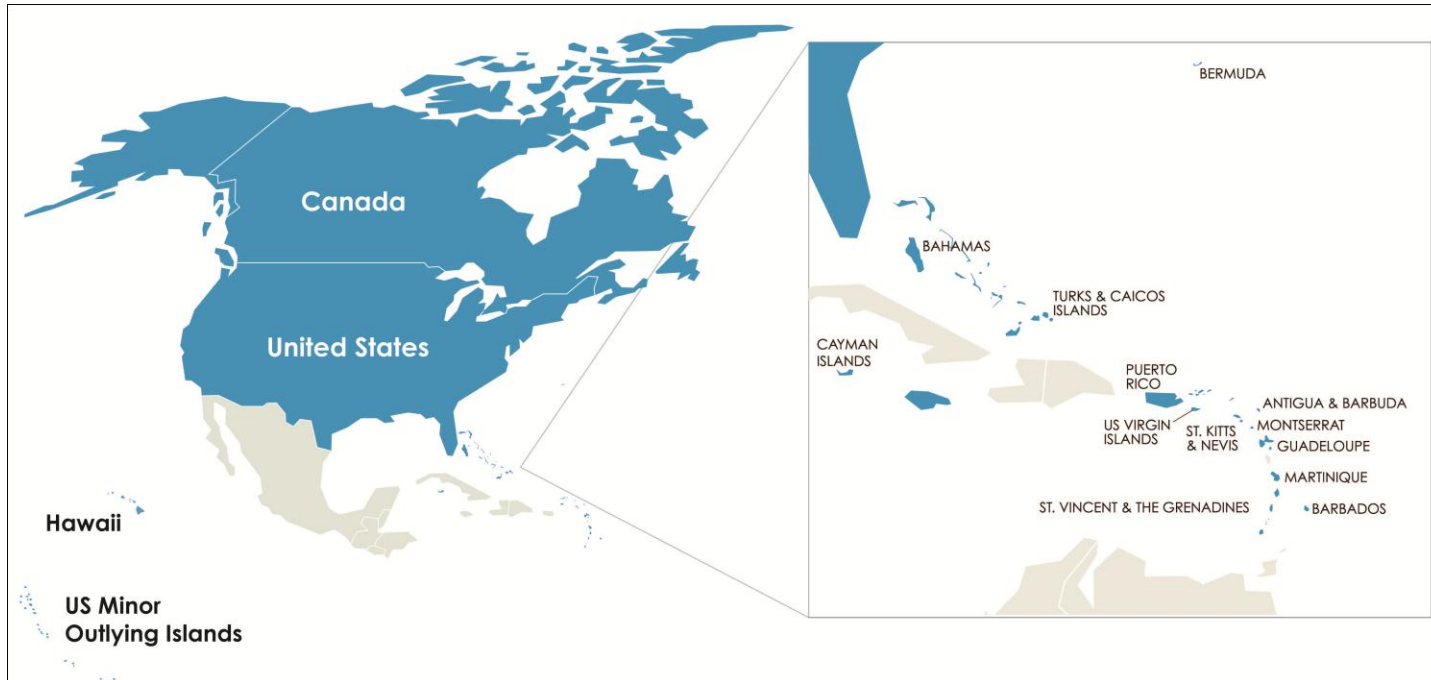 Canada
United States
Hawaii
US Minor
Outlying Islands
BERMUDA
BAHAMAS
TURKS & CAICOS
ISLANDS
CAYMAN
ISLANDS
PUERTO
RICO
US VIRGIN
ISLANDS
ST. KITTS
& NEVIS
ANTIGUA & BARBUDA
MONTSERRAT
GUADELOUPE
MARTINIQUE
ST. VINCENT & THE GRENADINES
BARBADOS